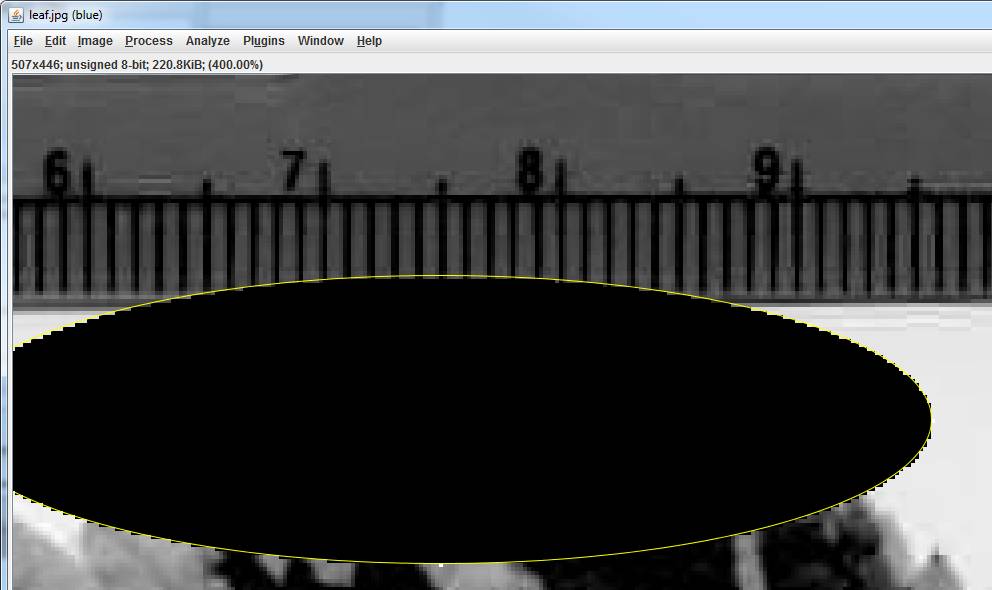 leaf.jpg (blue)
File Edit Image Process Analyze Plugins Window Help
507x446; unsigned 8-bit; 220.8KiB; (400.00%)
6 7 8 9